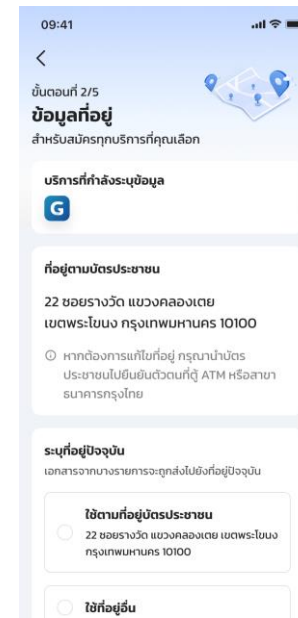 09:41
ขั้นตอนที่ 2/5
ข้อมูลที่อยู่
สำหรับสมัครทุกบริการที่คุณเลือก
บริการที่กำลังระบุข้อมูล
G
ที่อยู่ตามบัตรประชาชน
22 ซอยรางวัด แขวงคลองเตย
เขตพระโขนง กรุงเทพมหานคร 10100
หากต้องการแก้ไขที่อยู่ กรุณานำบัตร
ประชาชนไปยืนยันตัวตนที่ตู้ ATM หรือสาขา
ธนาคารกรุงไทย
ระบุที่อยู่ปัจจุบัน
เอกสารจากบางรายการจะถูกส่งไปยังที่อยู่ปัจจุบัน
ใช้ตามที่อยู่บัตรประชาชน
22 ซอยรางวัด แขวงคลองเตย เขตพระโขนง
กรุงเทพมหานคร 10100
ใช้ที่อยู่อื่น